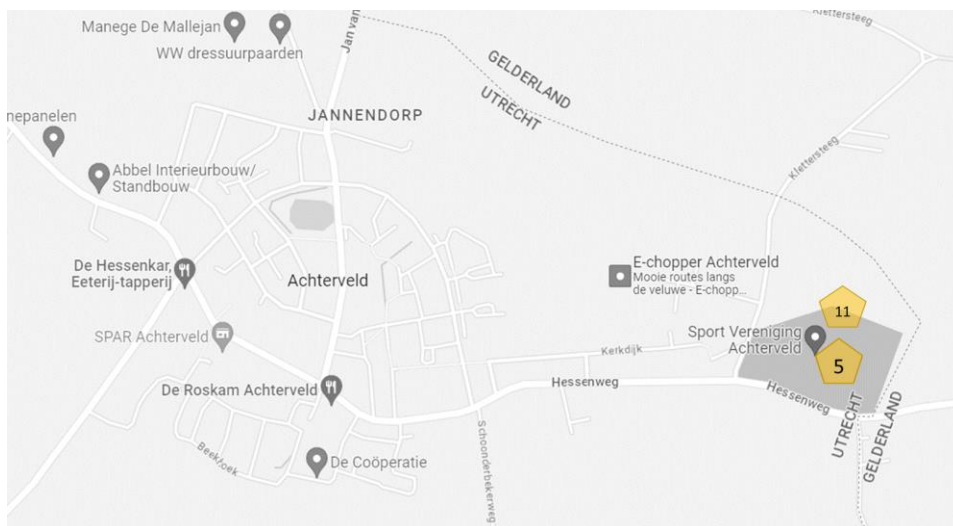 Klettersteeg
Manege De Mallejan
WW dressuurpaarden
Jan van
GELDERLAND
UTRECHT
JANNENDORP
nepanelen
Klettersteeg
Abbel Interieurbouw/
Standbouw
De Hessenkar,
Eeterij-tapperij
Achterveld
E-chopper Achterveld
Mooie routes langs
de veluwe - E-chopp...
11
SPAR Achterveld
Sport Vereniging
Achterveld
5
Kerkdijk
De Roskam Achterveld
Hessenweg
Hessenweg
UTRECHT
GELDERLAND
Schoonderbekerweg
De Coöperatie